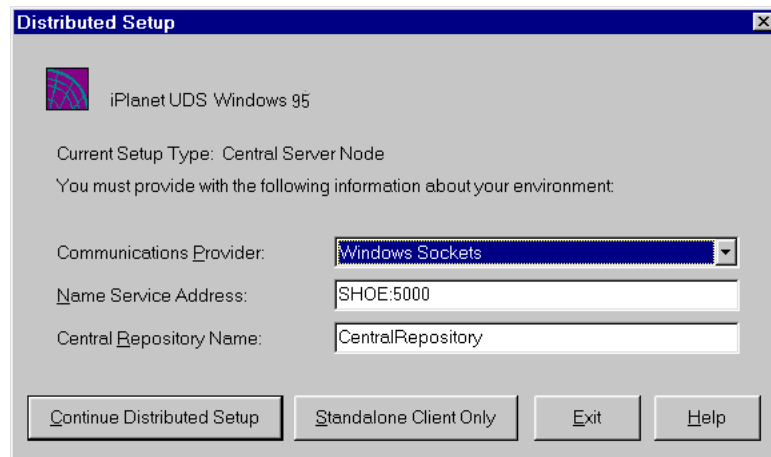 Distributed Setup
iPlanet UDS Windows 95
Current Setup Type: Central Server Node
You must provide with the following information about your environment:
Communications Provider: Windows Sockets
Name Service Address: SHOE:5000
Central Repository Name: CentralRepository
Continue Distributed Setup Standalone Client Only Exit Help